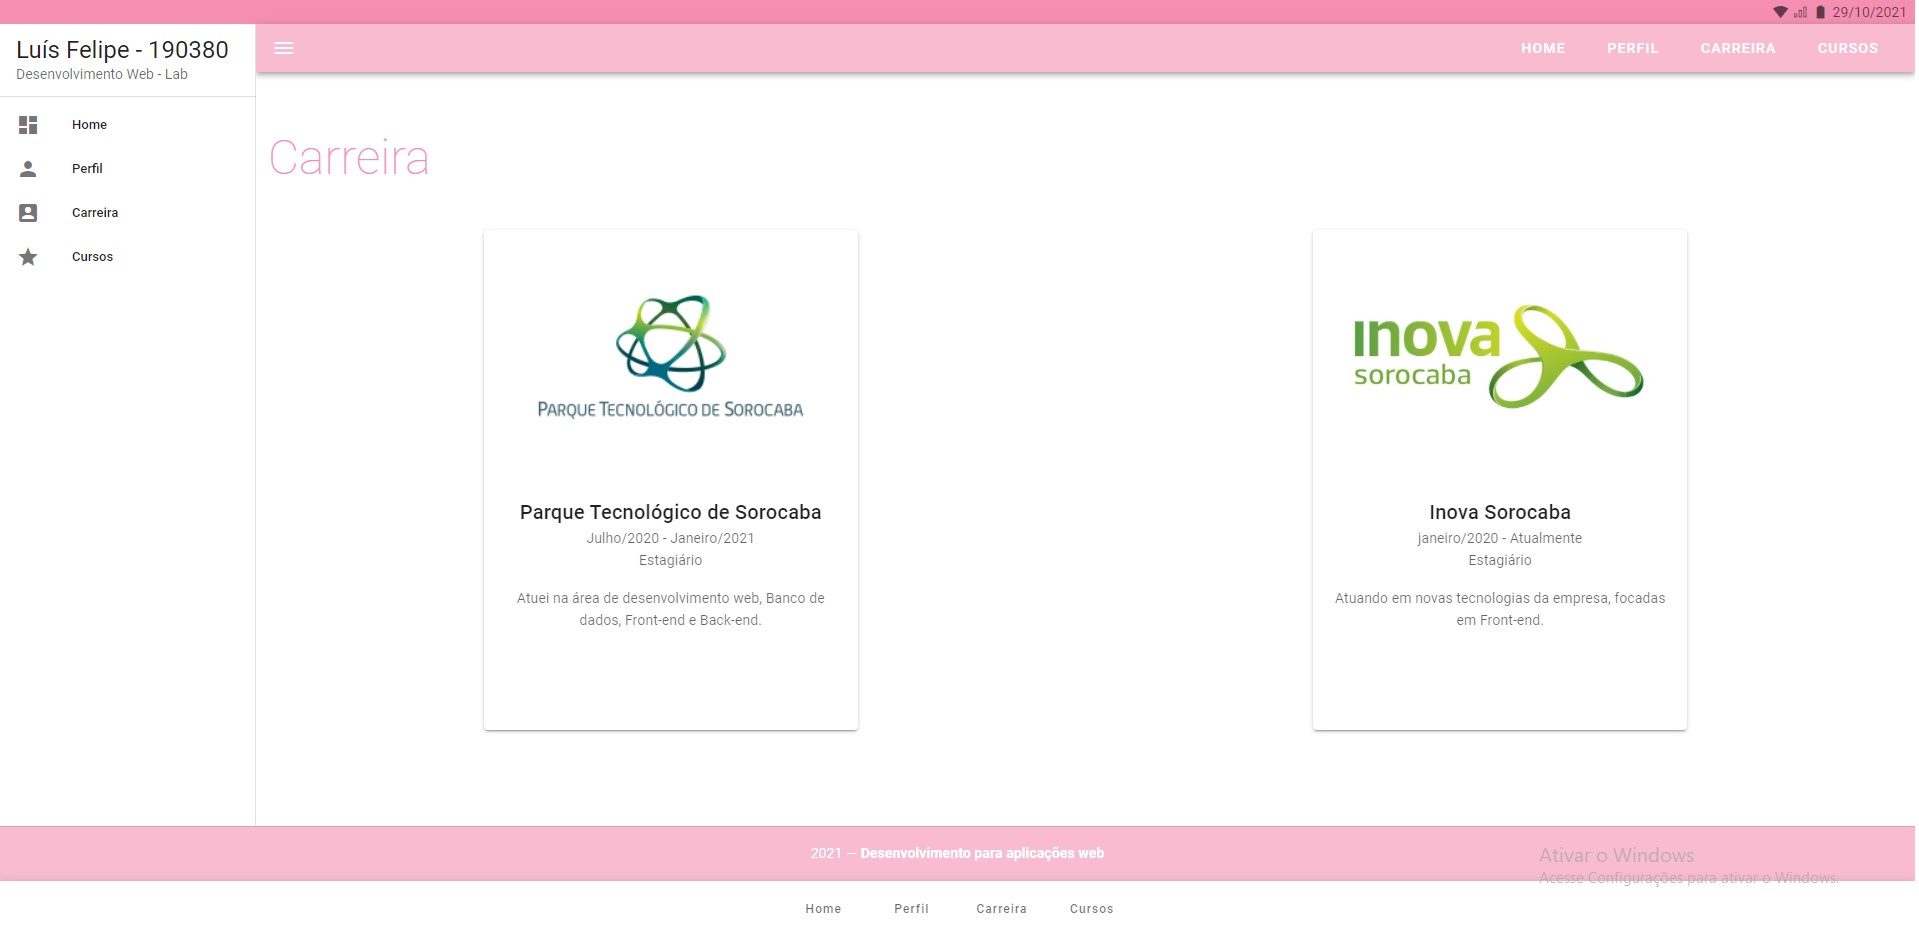 29/10/2021
Luís Felipe - 190380
Desenvolvimento Web - Lab
HOME PERFIL CARREIRA CURSOS
Home
Perfil
Carreira
Cursos
Carreira
PARQUE TECNOLÓGICO DE SOROCABA
Parque Tecnológico de Sorocaba
Julho/2020 - Janeiro/2021
Estagiário
Atuei na área de desenvolvimento web, Banco de
dados, Front-end e Back-end.
inova
sorocaba
Inova Sorocaba
janeiro/2020 - Atualmente
Estagiário
Atuando em novas tecnologias da empresa, focadas
em Front-end.
2021 — Desenvolvimento para aplicações web
Ativar o Windows
Acesse Configurações para ativar o Windows.
Home Perfil Carreira Cursos